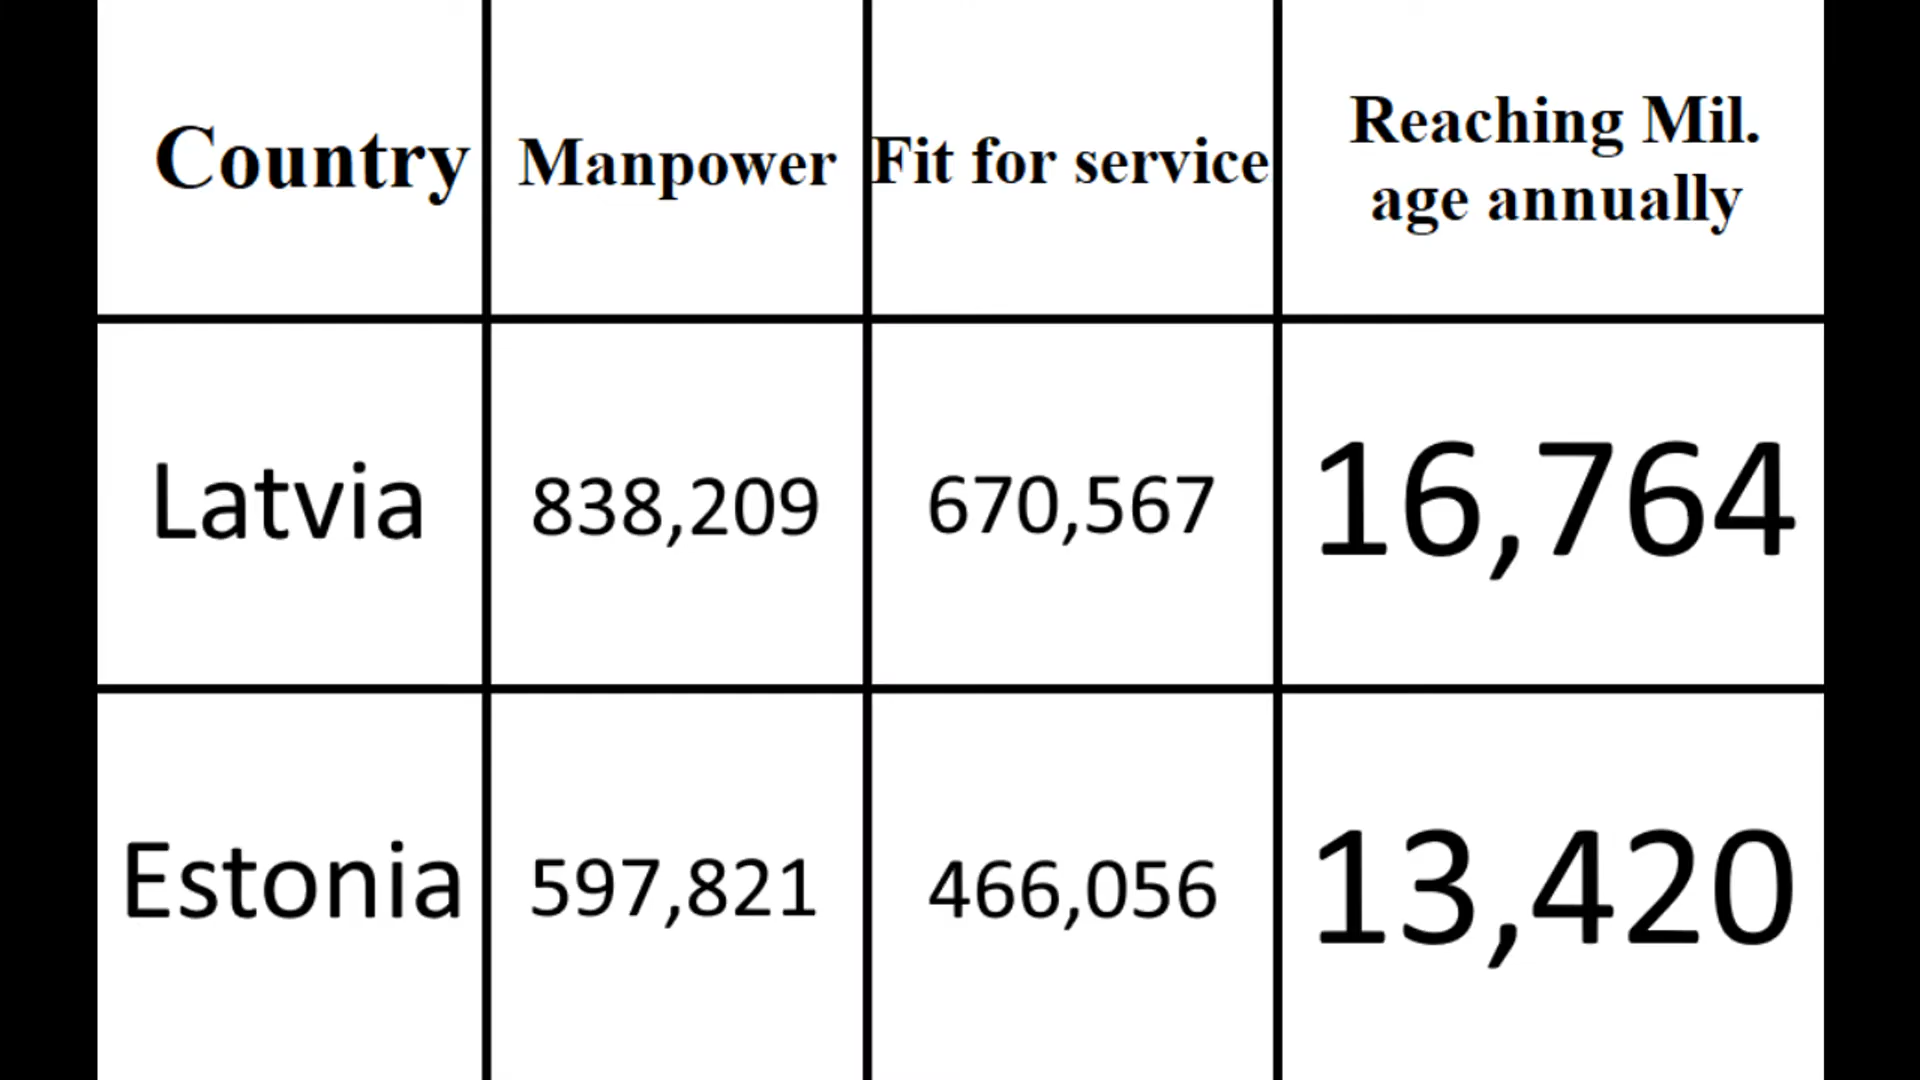 Country Manpower Fit for service Reaching Mil.
age annually
Latvia 838,209 670,567 16,764
Estonia 597,821 466,056 13,420